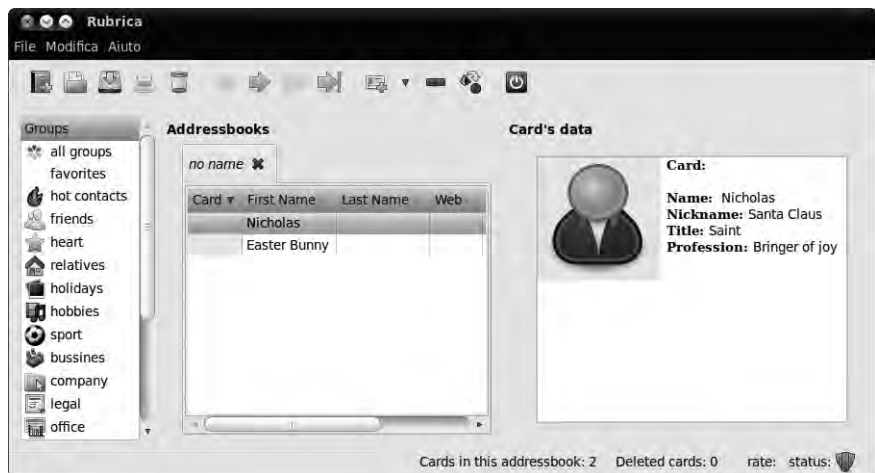 Rubrica
File Modifica Aiuto
Groups
all groups
favorites
hot contacts
friends
heart
relatives
holidays
hobbies
sport
bussines
company
legal
office
Addressbooks
no name
Card First Name Last Name Web
Nicholas
Easter Bunny
Card's data
Card:
Name: Nicholas
Nickname: Santa Claus
Title: Saint
Profession: Bringer of joy
Cards in this addressbook: 2 Deleted cards: 0 rate: status: